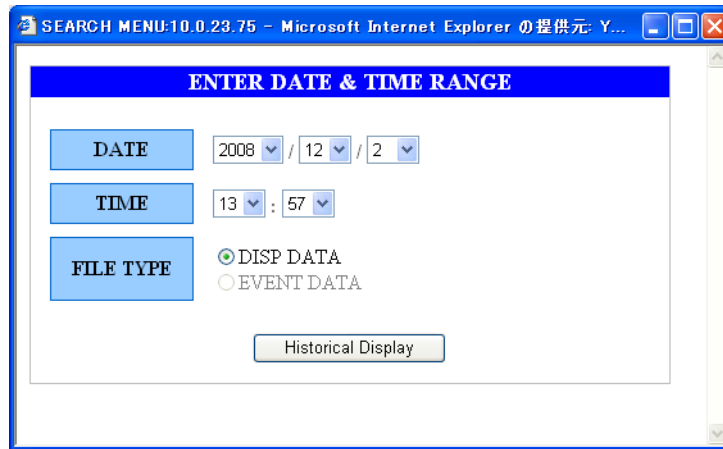 SEARCH MENU:10.0.23.75 - Microsoft Internet Explorer の提供元: Y...
ENTER DATE & TIME RANGE
DATE 2008 / 12 / 2
TIME 13 : 57
FILE TYPE
DISP DATA
EVENT DATA
Historical Display